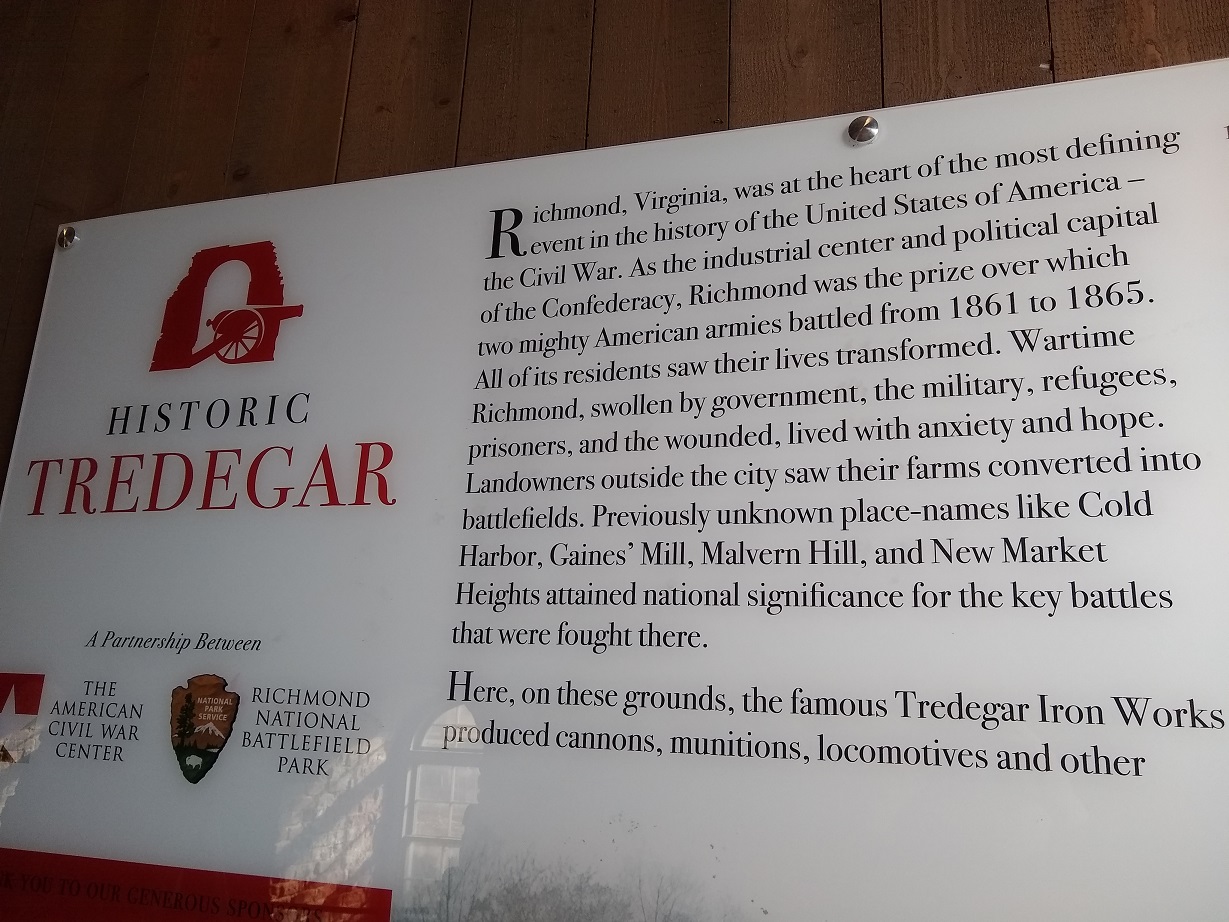 HISTORIC
TREDEGAR
A Partnership Between
THE
AMERICAN
CIVIL WAR
CENTER
NATIONAL
PARK
SERVICE
RICHMOND
NATIONAL
BATTLEFIELD
PARK
YOU TO OUR GENEROUS
Richmond, Virginia, was at the heart of the most defining
event in the history of the United States of America –
the Civil War. As the industrial center and political capital
of the Confederacy, Richmond was the prize over which
two mighty American armies battled from 1861 to 1865.
All of its residents saw their lives transformed. Wartime
Richmond, swollen by government, the military, refugees,
prisoners, and the wounded, lived with anxiety and hope.
Landowners outside the city saw their farms converted into
battlefields. Previously unknown place-names like Cold
Harbor, Gaines’ Mill, Malvern Hill, and New Market
Heights attained national significance for the key battles
that were fought there.
Here, on these grounds, the famous Tredegar Iron Works
produced cannons, munitions, locomotives and other